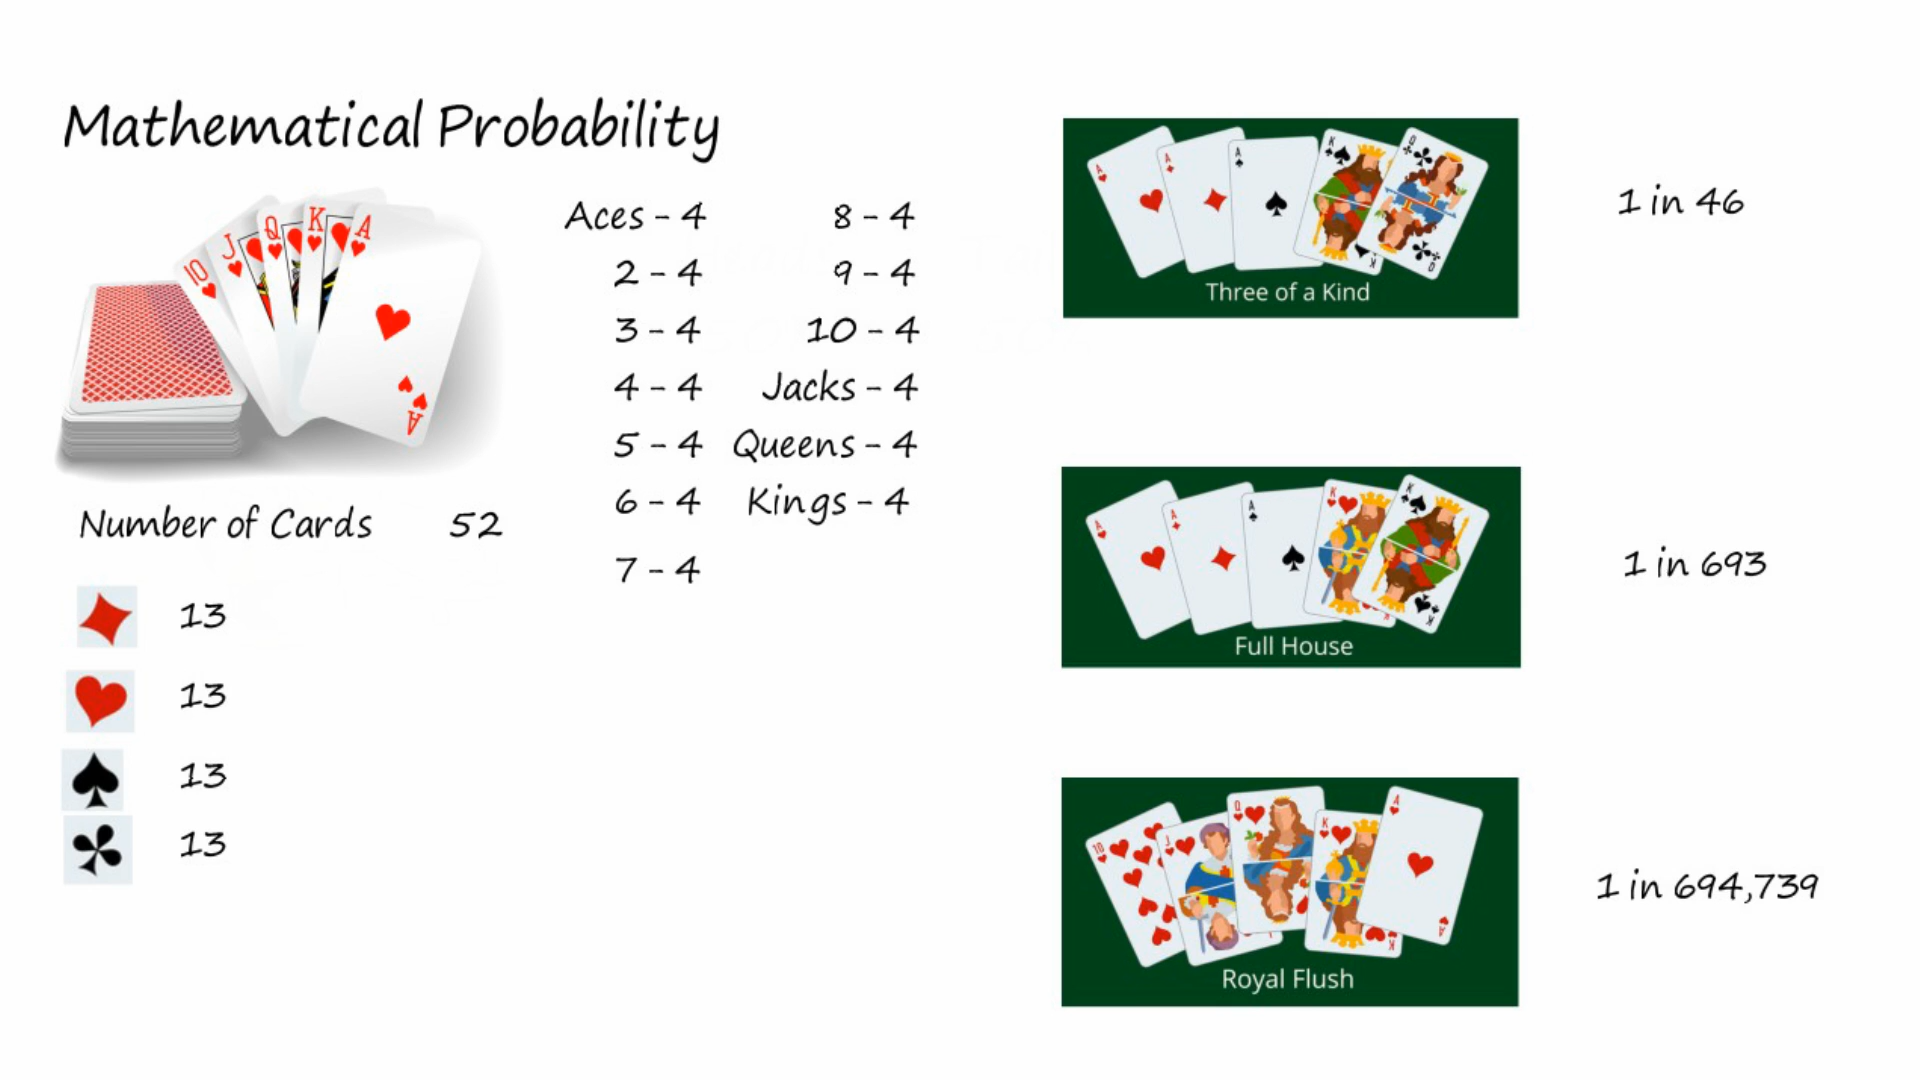 Mathematical Probability
10 J Q K A
A
Number of Cards 52
13
13
13
13
Aces - 4
2 - 4
3 - 4
4 - 4
5 - 4
6 - 4
7 - 4
8 - 4
9 - 4
10 - 4
Jacks - 4
Queens - 4
Kings - 4
A A A K Q
K Q
Three of a Kind
1 in 46
A A A K K
K K
Full House
1 in 693
10 J Q K A
K A
Royal Flush
1 in 694,739